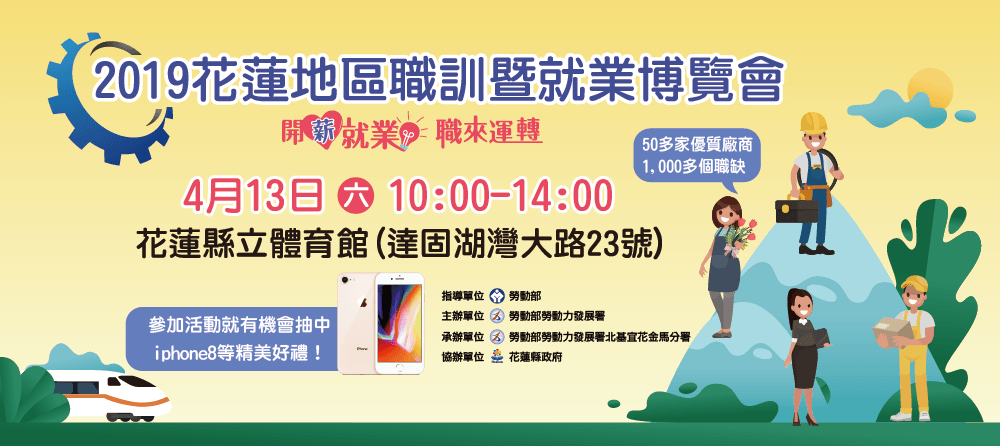 2019花蓮地區職訓暨就業博覽會
開薪就業 職來運轉
50多家優質廠商
1,000多個職缺
4月13日 六 10:00-14:00
花蓮縣立體育館(達固湖灣大路23號)
參加活動就有機會抽中
iphone8等精美好禮！
iPhone
指導單位 勞動部
主辦單位 勞動部勞動力發展署
承辦單位 勞動部勞動力發展署北基宜花金馬分署
協辦單位 花蓮縣政府